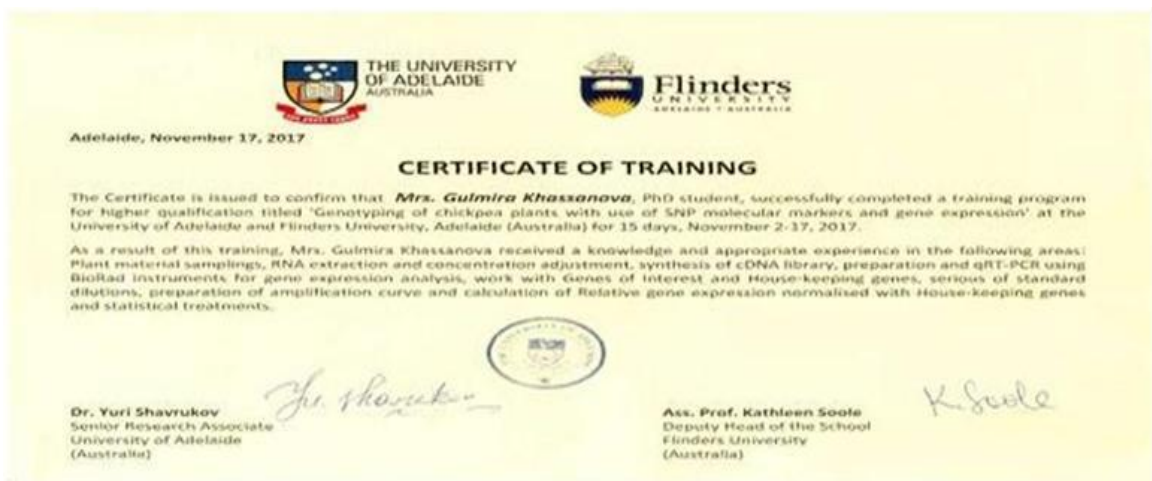 THE UNIVERSITY
OF ADELAIDE
AUSTRALIA
Flinders
UNIVERSITY
ADELAIDE • AUSTRALIA
Adelaide, November 17, 2017
CERTIFICATE OF TRAINING
The Certificate is issued to confirm that Mrs. Gulmira Khassanova, PhD student, successfully completed a training program
for higher qualification titled 'Genotyping of chickpea plants with use of SNP molecular markers and gene expression' at the
University of Adelaide and Flinders University, Adelaide (Australia) for 15 days, November 2-17, 2017.
As a result of this training, Mrs. Gulmira Khassanova received a knowledge and appropriate experience in the following areas:
Plant material samplings, RNA extraction and concentration adjustment, synthesis of cDNA library, preparation and qRT-PCR using
BioRad Instruments for gene expression analysis, work with Genes of Interest and House-keeping genes, serious of standard
dilutions, preparation of amplification curve and calculation of Relative gene expression normalised with House-keeping genes
and statistical treatments.
Yu. Shavrukov
K. Soole
Dr. Yuri Shavrukov
Senior Research Associate
University of Adelaide
(Australia)
Ass. Prof. Kathleen Soole
Deputy Head of the School
Flinders University
(Australia)